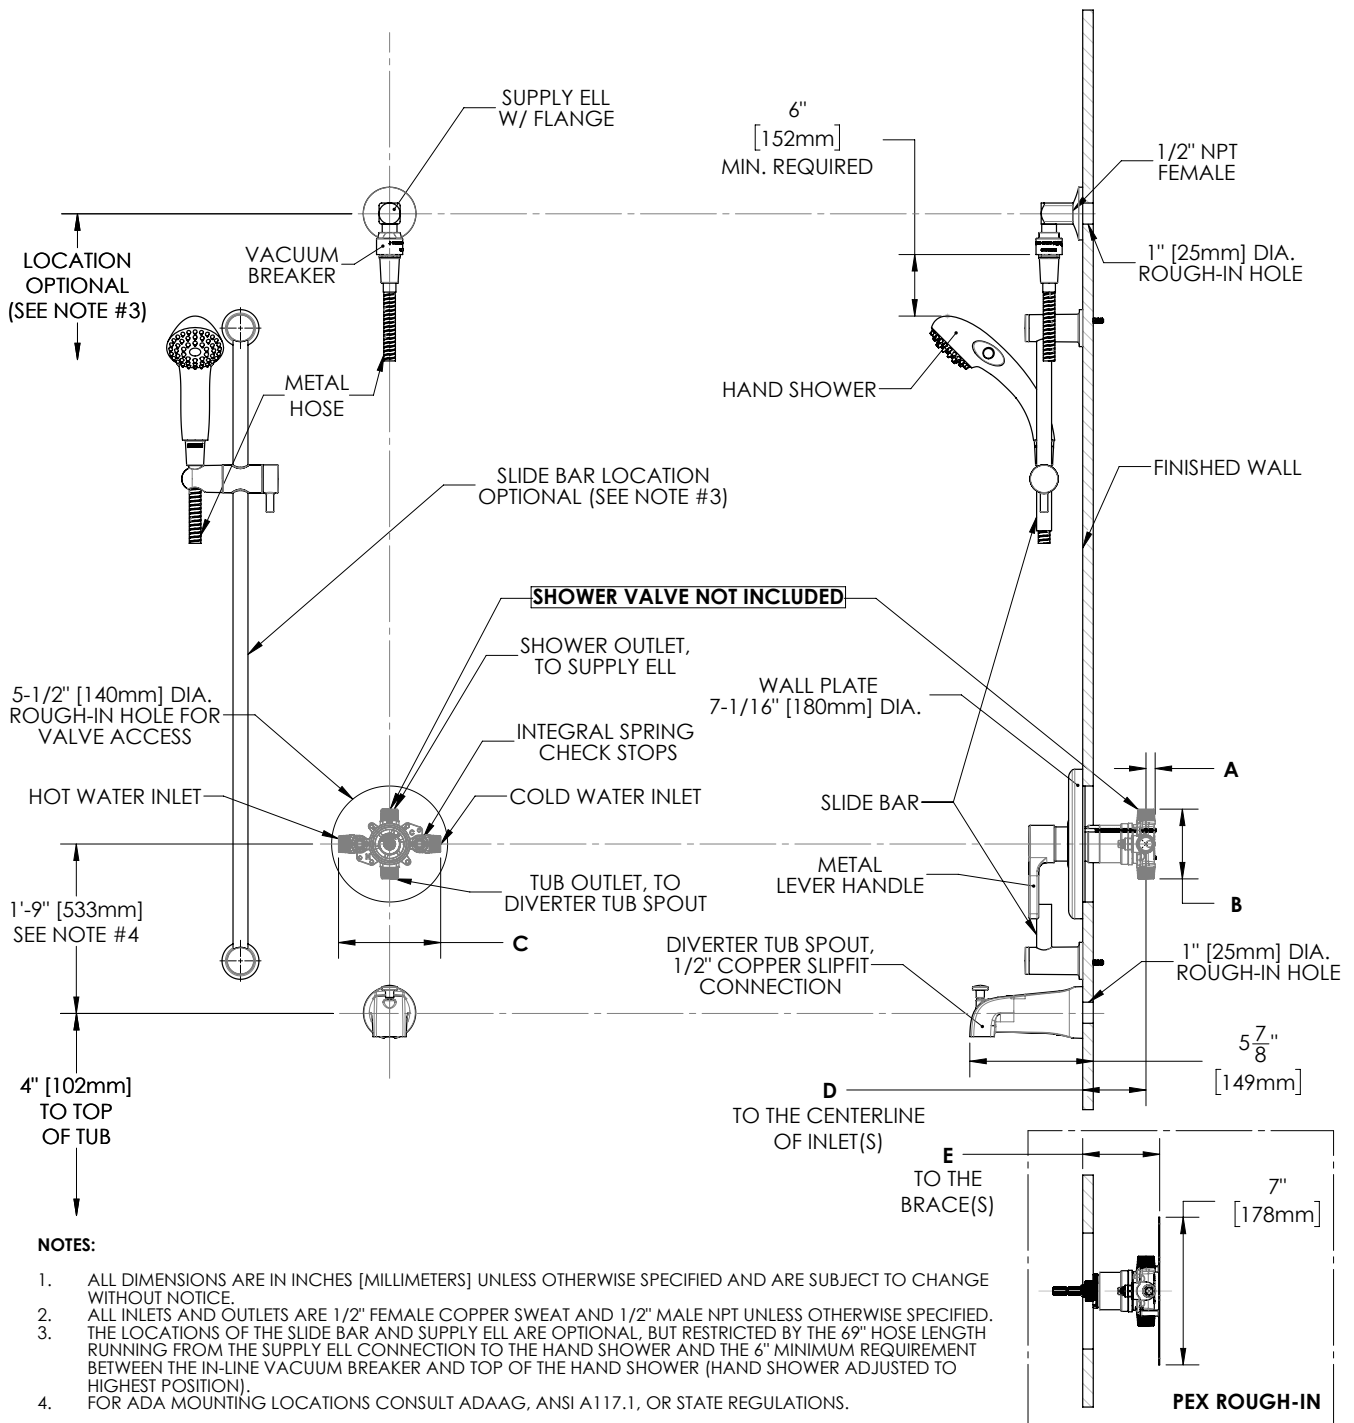 SUPPLY ELL
W/ FLANGE
6"
[152mm]
MIN. REQUIRED
1/2" NPT
FEMALE
LOCATION
OPTIONAL
(SEE NOTE #3)
VACUUM
BREAKER
1" [25mm] DIA.
ROUGH-IN HOLE
METAL
HOSE
HAND SHOWER
SLIDE BAR LOCATION
OPTIONAL (SEE NOTE #3)
FINISHED WALL
SHOWER VALVE NOT INCLUDED
SHOWER OUTLET,
TO SUPPLY ELL
5-1/2" [140mm] DIA.
ROUGH-IN HOLE FOR
VALVE ACCESS
WALL PLATE
7-1/16" [180mm] DIA.
INTEGRAL SPRING
CHECK STOPS
A
HOT WATER INLET
COLD WATER INLET
SLIDE BAR
METAL
LEVER HANDLE
TUB OUTLET, TO
DIVERTER TUB SPOUT
B
1'-9" [533mm]
SEE NOTE #4
C
DIVERTER TUB SPOUT,
1/2" COPPER SLIPFIT
CONNECTION
1" [25mm] DIA.
ROUGH-IN HOLE
5 7/8"
[149mm]
4" [102mm]
TO TOP
OF TUB
D
TO THE CENTERLINE
OF INLET(S)
E
TO THE
BRACE(S)
7"
[178mm]
NOTES:
1. ALL DIMENSIONS ARE IN INCHES [MILLIMETERS] UNLESS OTHERWISE SPECIFIED AND ARE SUBJECT TO CHANGE
WITHOUT NOTICE.
2. ALL INLETS AND OUTLETS ARE 1/2" FEMALE COPPER SWEAT AND 1/2" MALE NPT UNLESS OTHERWISE SPECIFIED.
3. THE LOCATIONS OF THE SLIDE BAR AND SUPPLY ELL ARE OPTIONAL, BUT RESTRICTED BY THE 69" HOSE LENGTH
RUNNING FROM THE SUPPLY ELL CONNECTION TO THE HAND SHOWER AND THE 6" MINIMUM REQUIREMENT
BETWEEN THE IN-LINE VACUUM BREAKER AND TOP OF THE HAND SHOWER (HAND SHOWER ADJUSTED TO
HIGHEST POSITION).
4. FOR ADA MOUNTING LOCATIONS CONSULT ADAAG, ANSI A117.1, OR STATE REGULATIONS.
PEX ROUGH-IN